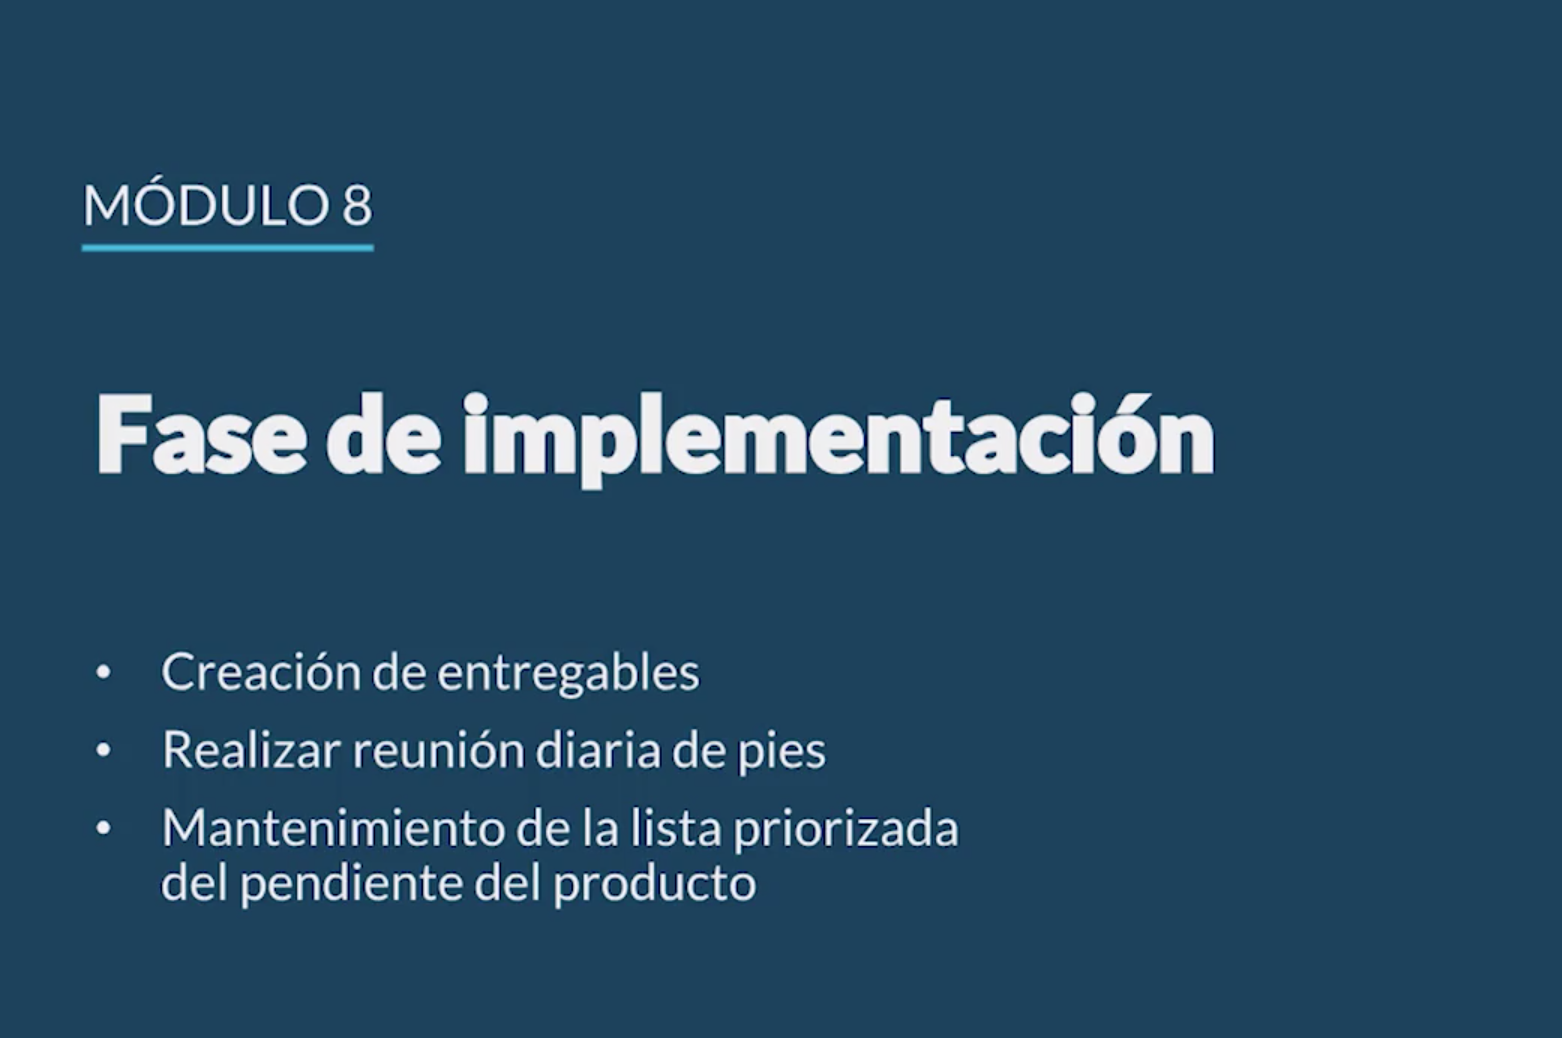 MÓDULO 8
Fase de implementación
• Creación de entregables
• Realizar reunión diaria de pies
• Mantenimiento de la lista priorizada
del pendiente del producto